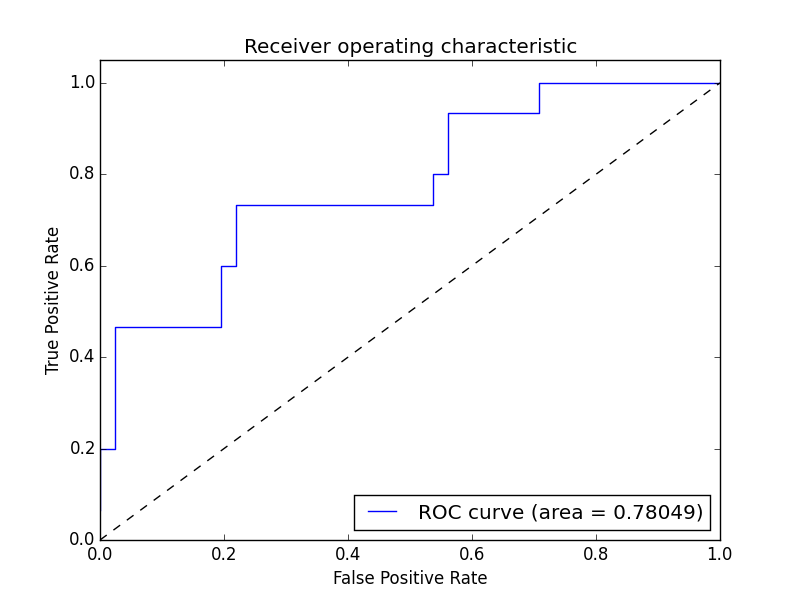 Receiver operating characteristic
1.0
0.8
0.6
0.4
0.2
0.0
True Positive Rate
ROC curve (area = 0.78049)
0.0 0.2 0.4 0.6 0.8 1.0
False Positive Rate